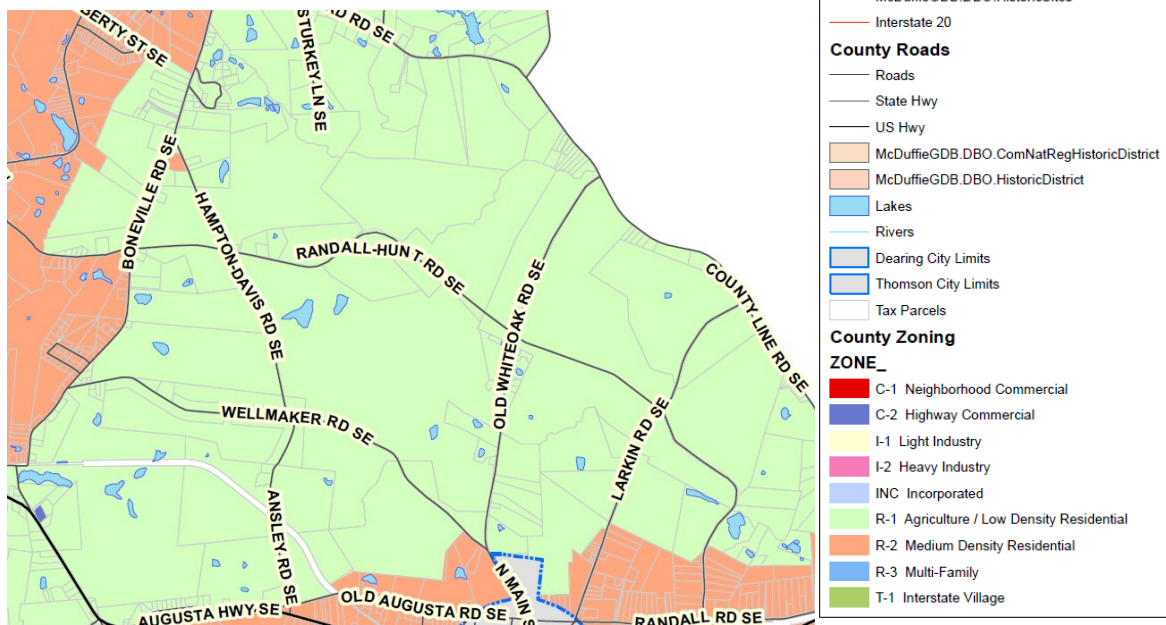 GERTY ST SE
STURKEY LN SE
AD RD SE
BONEVILLE RD SE
HAMPTON-DAVIS RD SE
RANDALL-HUNT RD SE
OLD WHITEOAK RD SE
COUNTY LINE RD SE
WELLMAKER RD SE
LARKIN RD SE
ANSLEY RD SE
N MAIN S
AUGUSTA HWY SE
OLD AUGUSTA RD SE
RANDALL RD SE
McDuffieGDB.DBO.HistoricSites
Interstate 20
County Roads
Roads
State Hwy
US Hwy
McDuffieGDB.DBO.ComNatRegHistoricDistrict
McDuffieGDB.DBO.HistoricDistrict
Lakes
Rivers
Dearing City Limits
Thomson City Limits
Tax Parcels
County Zoning
ZONE_
C-1 Neighborhood Commercial
C-2 Highway Commercial
I-1 Light Industry
I-2 Heavy Industry
INC Incorporated
R-1 Agriculture / Low Density Residential
R-2 Medium Density Residential
R-3 Multi-Family
T-1 Interstate Village